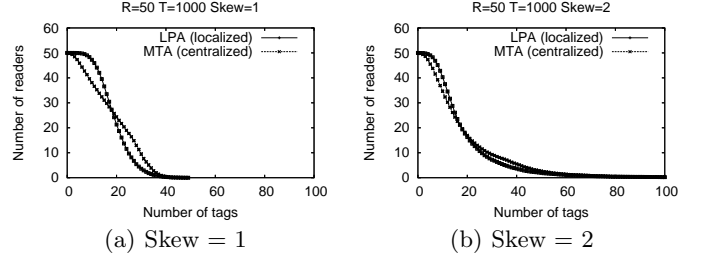 R=50 T=1000 Skew=1
LPA (localized)
MTA (centralized)
Number of readers
60
50
40
30
20
10
0
0 20 40 60 80 100
Number of tags
(a) Skew = 1
R=50 T=1000 Skew=2
LPA (localized)
MTA (centralized)
Number of readers
60
50
40
30
20
10
0
0 20 40 60 80 100
Number of tags
(b) Skew = 2